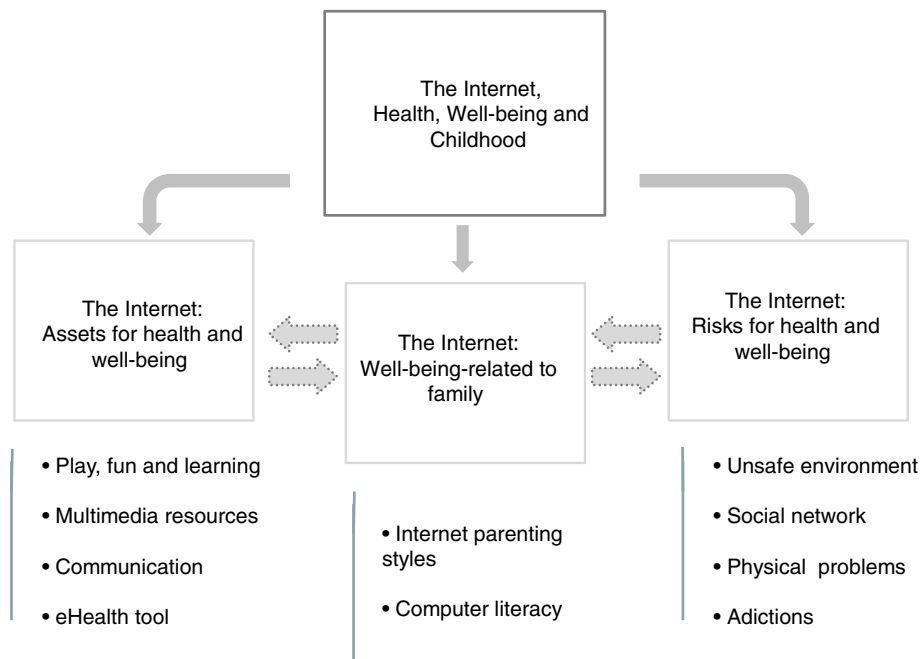 The Internet,
Health, Well-being and
Childhood
The Internet:
Assets for health and
well-being
The Internet:
Well-being-related to
family
The Internet:
Risks for health and
well-being
• Play, fun and learning
• Multimedia resources
• Communication
• eHealth tool
• Internet parenting
styles
• Computer literacy
• Unsafe environment
• Social network
• Physical problems
• Adictions